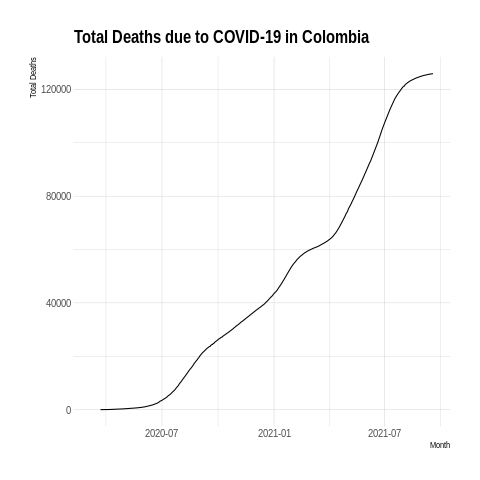 Total Deaths due to COVID-19 in Colombia
Total Deaths
120000
80000
40000
0
2020-07
2021-01
2021-07
Month